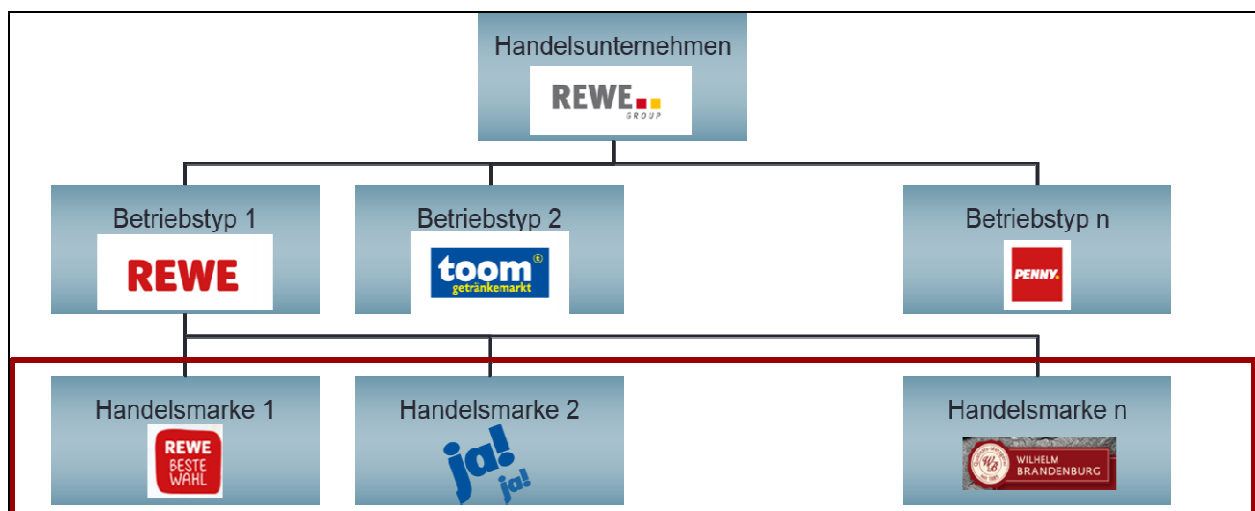 Handelsunternehmen
REWE
GROUP
Betriebstyp 1
REWE
Betriebstyp 2
toom
getränkemarkt
Betriebstyp n
PENNY.
Handelsmarke 1
REWE
BESTE
WAHL
Handelsmarke 2
ja!
ja!
Handelsmarke n
WB
WILHELM
BRANDENBURG